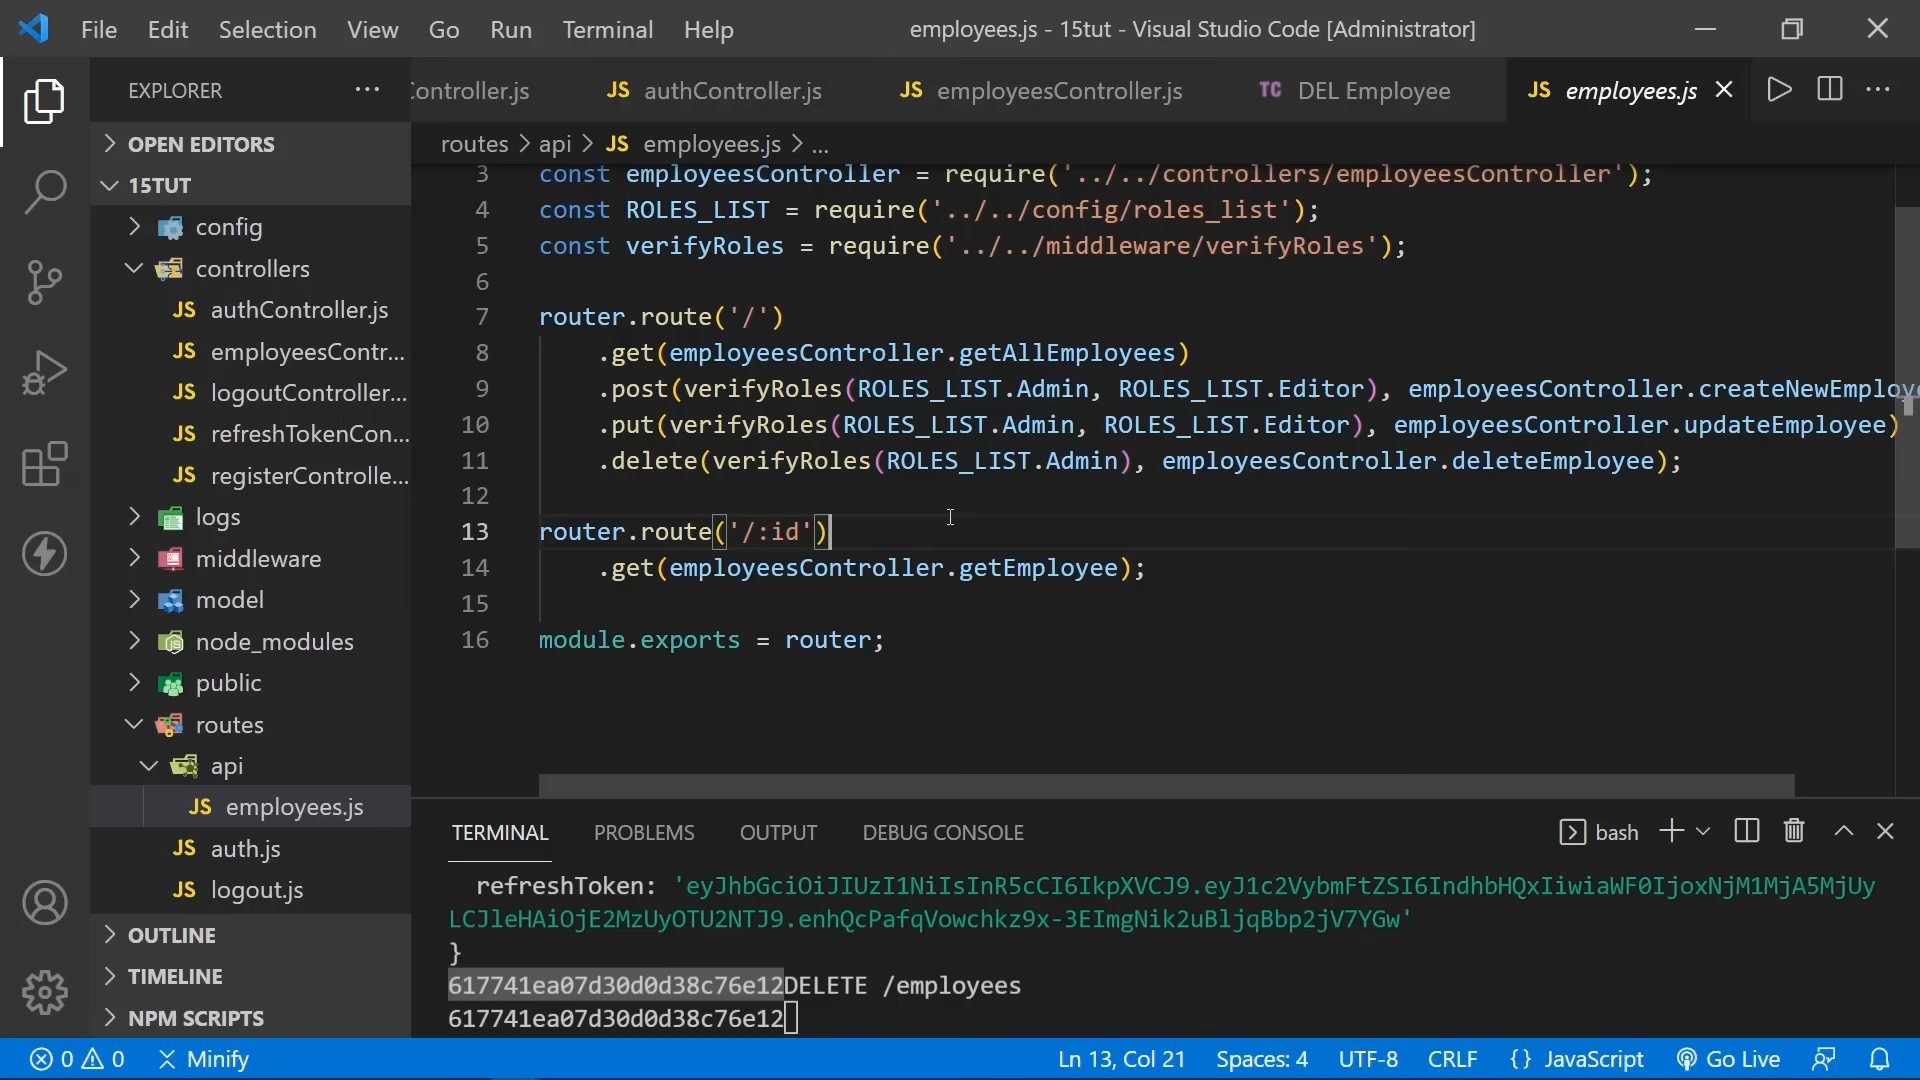 File Edit Selection View Go Run Terminal Help employees.js - 15tut - Visual Studio Code [Administrator]
EXPLORER
ontroller.js JS authController.js JS employeesController.js TC DEL Employee JS employees.js
routes > api > JS employees.js > ...
OPEN EDITORS
15TUT
config
controllers
JS authController.js
JS employeesContr...
JS logoutController...
JS refreshTokenCon...
JS registerControlle...
logs
middleware
model
node_modules
public
routes
api
JS employees.js
JS auth.js
JS logout.js
OUTLINE
TIMELINE
NPM SCRIPTS
3 const employeesController = require('../../controllers/employeesController');
4 const ROLES_LIST = require('../../config/roles_list');
5 const verifyRoles = require('../../middleware/verifyRoles');
6
7 router.route('/')
8 .get(employeesController.getAllEmployees)
9 .post(verifyRoles(ROLES_LIST.Admin, ROLES_LIST.Editor), employeesController.createNewEmploye
10 .put(verifyRoles(ROLES_LIST.Admin, ROLES_LIST.Editor), employeesController.updateEmployee)
11 .delete(verifyRoles(ROLES_LIST.Admin), employeesController.deleteEmployee);
12
13 router.route('/:id')
14 .get(employeesController.getEmployee);
15
16 module.exports = router;
TERMINAL PROBLEMS OUTPUT DEBUG CONSOLE bash
refreshToken: 'eyJhbGciOiJIUzI1NiIsInR5cCI6IkpXVCJ9.eyJ1c2VybmFtZSI6IndhbHQxIiwiaWF0IjoxNjM1MjA5MjUy
LCJleHAiOjE2MzUyOTU2NTJ9.enhQcPafqVowchkz9x-3EImgNik2uBljqBbp2jV7YGw'
}
617741ea07d30d0d38c76e12DELETE /employees
617741ea07d30d0d38c76e12
0 0 Minify Ln 13, Col 21 Spaces: 4 UTF-8 CRLF {} JavaScript Go Live